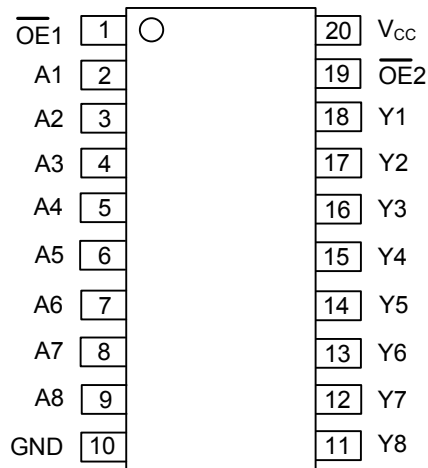 O̅E̅1 1 20 VCC
A1 2 19 O̅E̅2
A2 3 18 Y1
A3 4 17 Y2
A4 5 16 Y3
A5 6 15 Y4
A6 7 14 Y5
A7 8 13 Y6
A8 9 12 Y7
GND 10 11 Y8